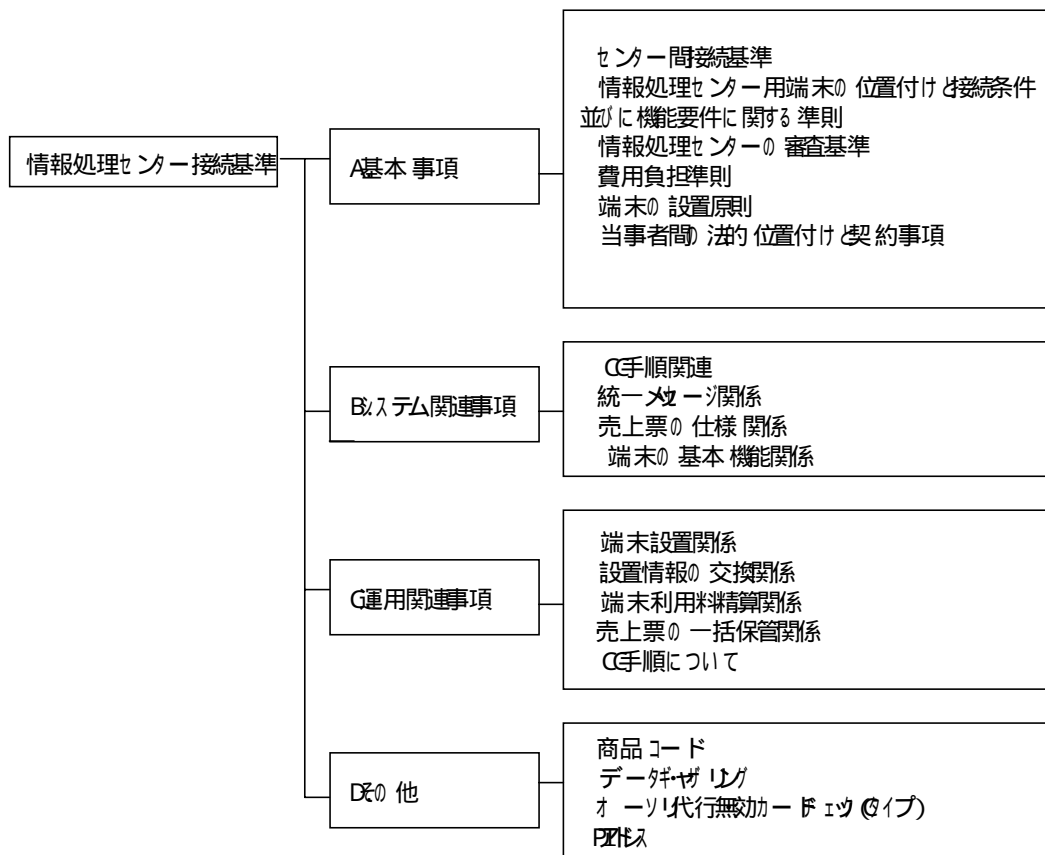 情報処理センター接続基準
A基本事項
センター間接続基準
情報処理センター用端末の位置付けと接続条件
並びに機能要件に関する準則
情報処理センターの審査基準
費用負担準則
端末の設置原則
当事者間の法的位置付けと契約事項
Bシステム関連事項
CC手順関連
統一メッセージ関係
売上票の仕様関係
端末の基本機能関係
C運用関連事項
端末設置関係
設置情報の交換関係
端末利用料精算関係
売上票の一括保管関係
CC手順について
Dその他
商品コード
データギャザリング
オーソリ代行無効カードチェック(Cタイプ)